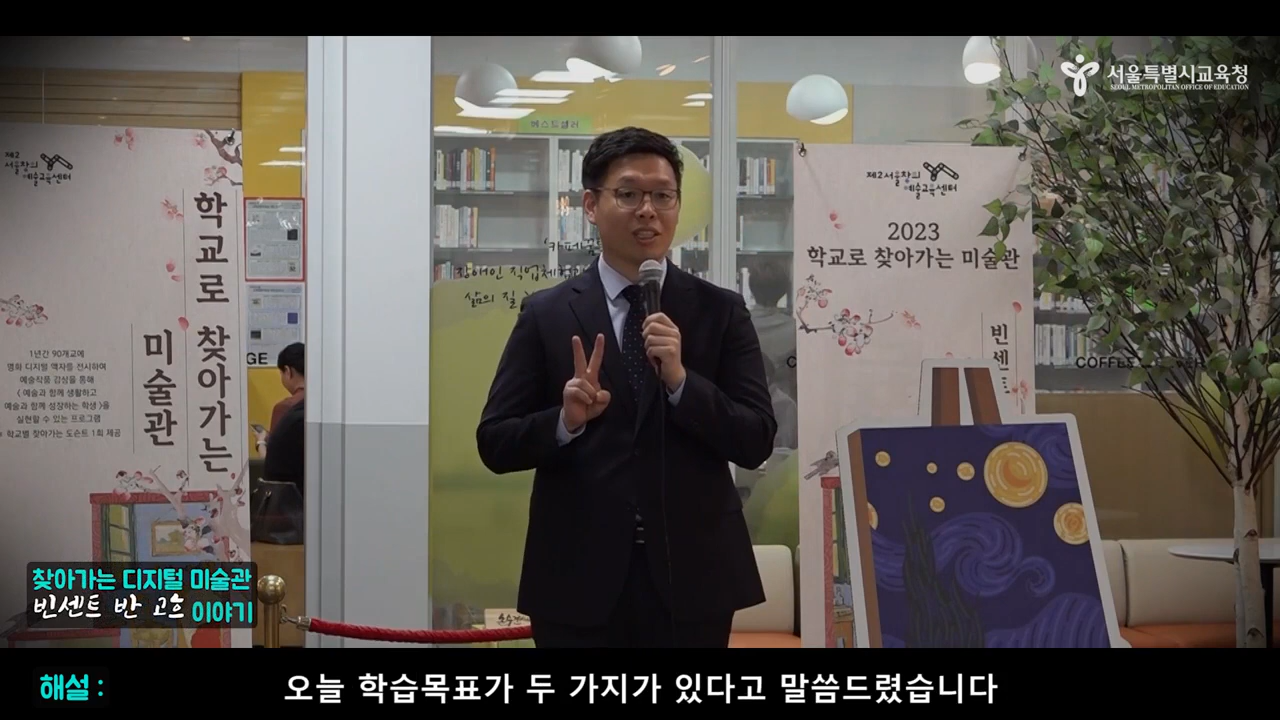 서울특별시교육청
SEOUL METROPOLITAN OFFICE OF EDUCATION
베스트셀러
제2
서울창의
예술교육센터
학교로 찾아가는
미술관
1년간 90개교에
명화 디지털 액자를 전시하여
예술작품 감상을 통해
< 예술과 함께 생활하고
예술과 함께 성장하는 학생 >을
실현할 수 있는 프로그램
학교별 찾아가는 도슨트 1회 제공
GE
장애인 직업체험
삶의 질
제2서울창의
예술교육센터
2023
학교로 찾아가는 미술관
빈센트
COFFEE
찾아가는 디지털 미술관
빈센트 반 고흐 이야기
해설 :
오늘 학습목표가 두 가지가 있다고 말씀드렸습니다